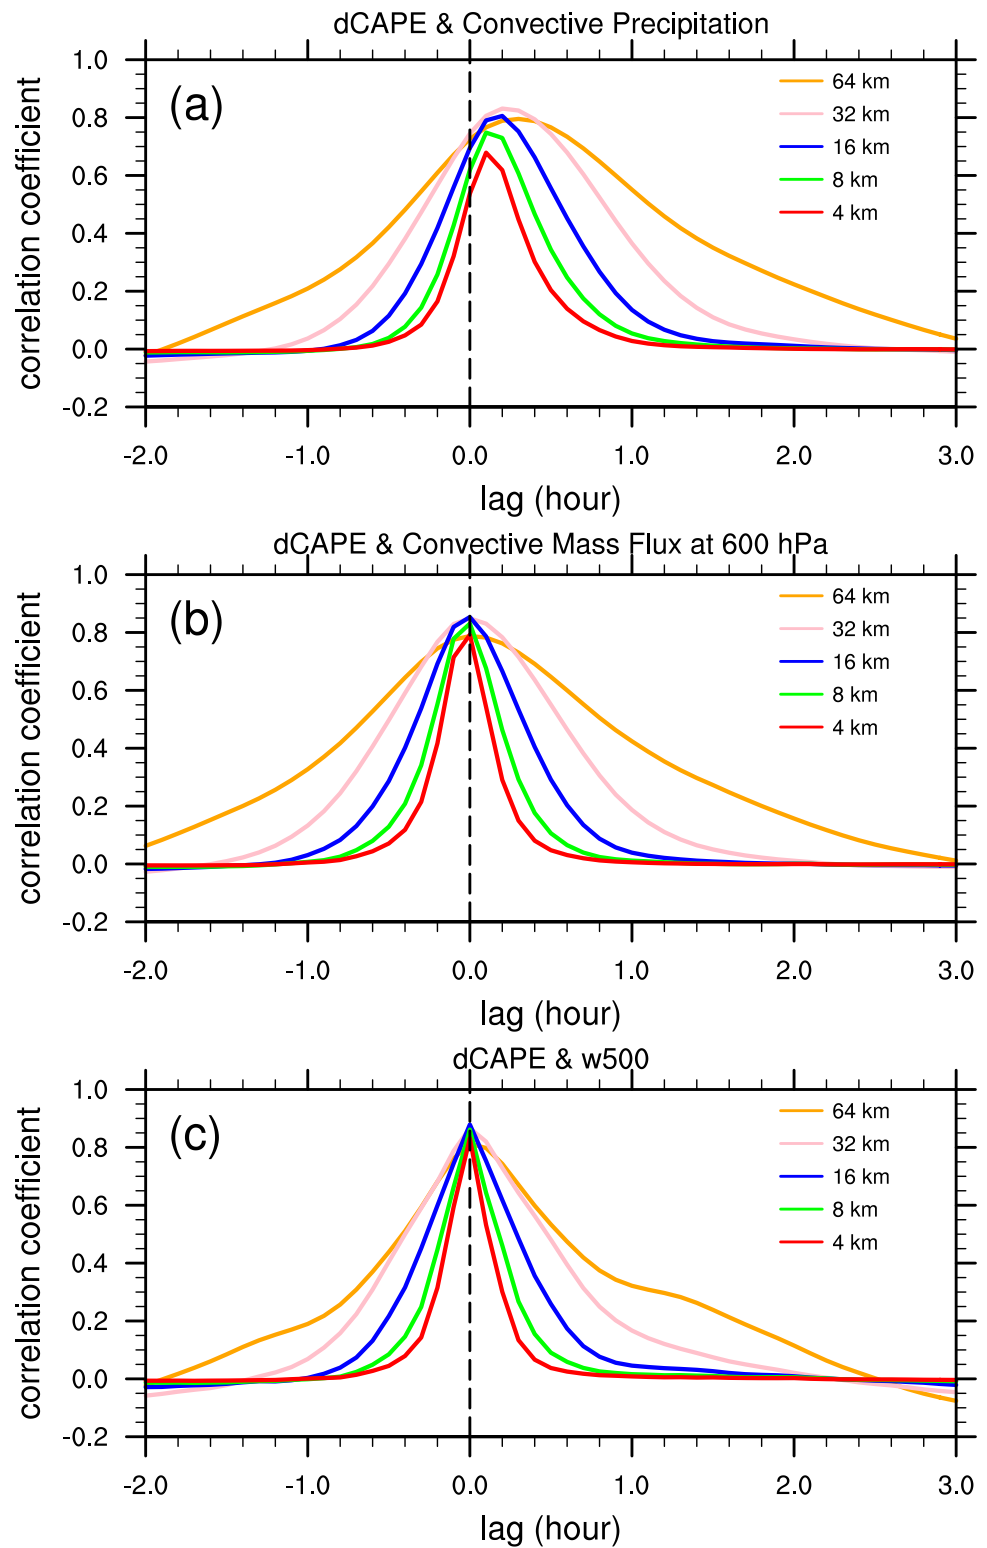 dCAPE & Convective Precipitation
(a)
correlation coefficient
1.0
0.8
0.6
0.4
0.2
0.0
-0.2
64 km
32 km
16 km
8 km
4 km
-2.0 -1.0 0.0 1.0 2.0 3.0
lag (hour)
dCAPE & Convective Mass Flux at 600 hPa
(b)
correlation coefficient
1.0
0.8
0.6
0.4
0.2
0.0
-0.2
64 km
32 km
16 km
8 km
4 km
-2.0 -1.0 0.0 1.0 2.0 3.0
lag (hour)
dCAPE & w500
(c)
correlation coefficient
1.0
0.8
0.6
0.4
0.2
0.0
-0.2
64 km
32 km
16 km
8 km
4 km
-2.0 -1.0 0.0 1.0 2.0 3.0
lag (hour)